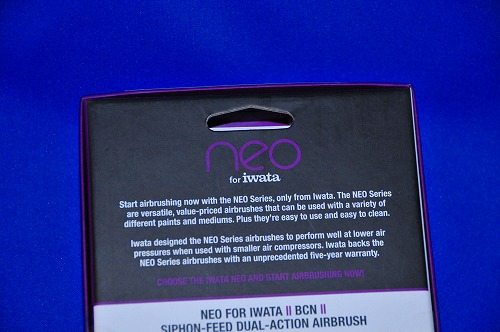 neo
for iwata
Start airbrushing now with the NEO Series, only from Iwata. The NEO Series
are versatile, value-priced airbrushes that can be used with a variety of
different paints and mediums. Plus they're easy to use and easy to clean.
Iwata designed the NEO Series airbrushes to perform well at lower air
pressures when used with smaller air compressors. Iwata backs the
NEO Series airbrushes with an unprecedented five-year warranty.
CHOOSE THE IWATA NEO AND START AIRBRUSHING NOW!
NEO FOR IWATA || BCN ||
SIPHON-FEED DUAL-ACTION AIRBRUSH